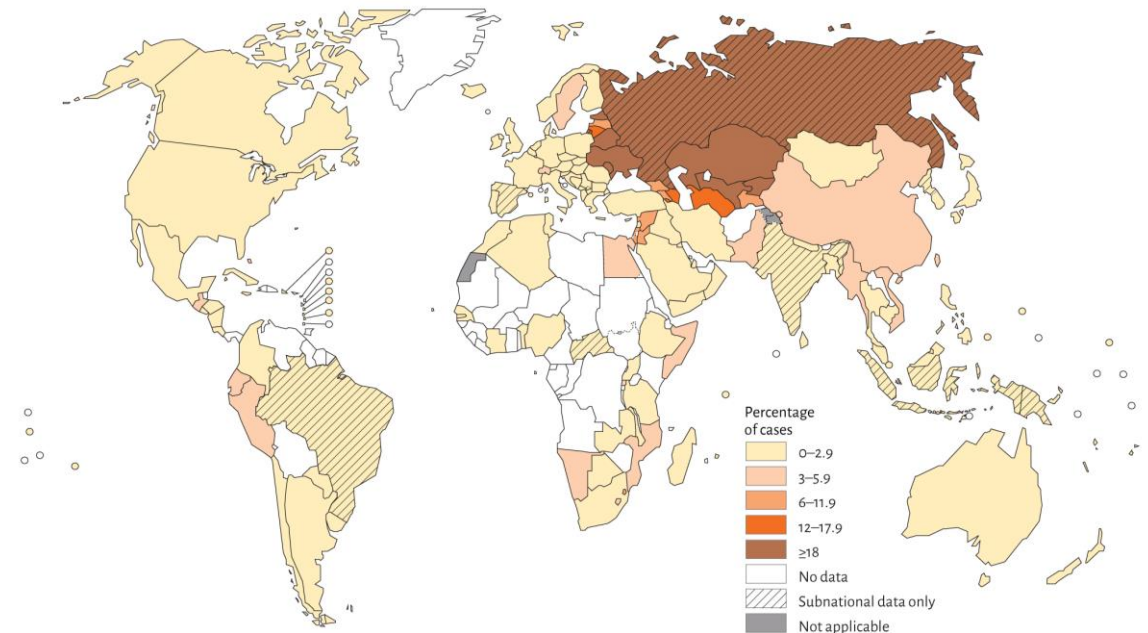 Percentage
of cases
0–2.9
3–5.9
6–11.9
12–17.9
≥18
No data
Subnational data only
Not applicable